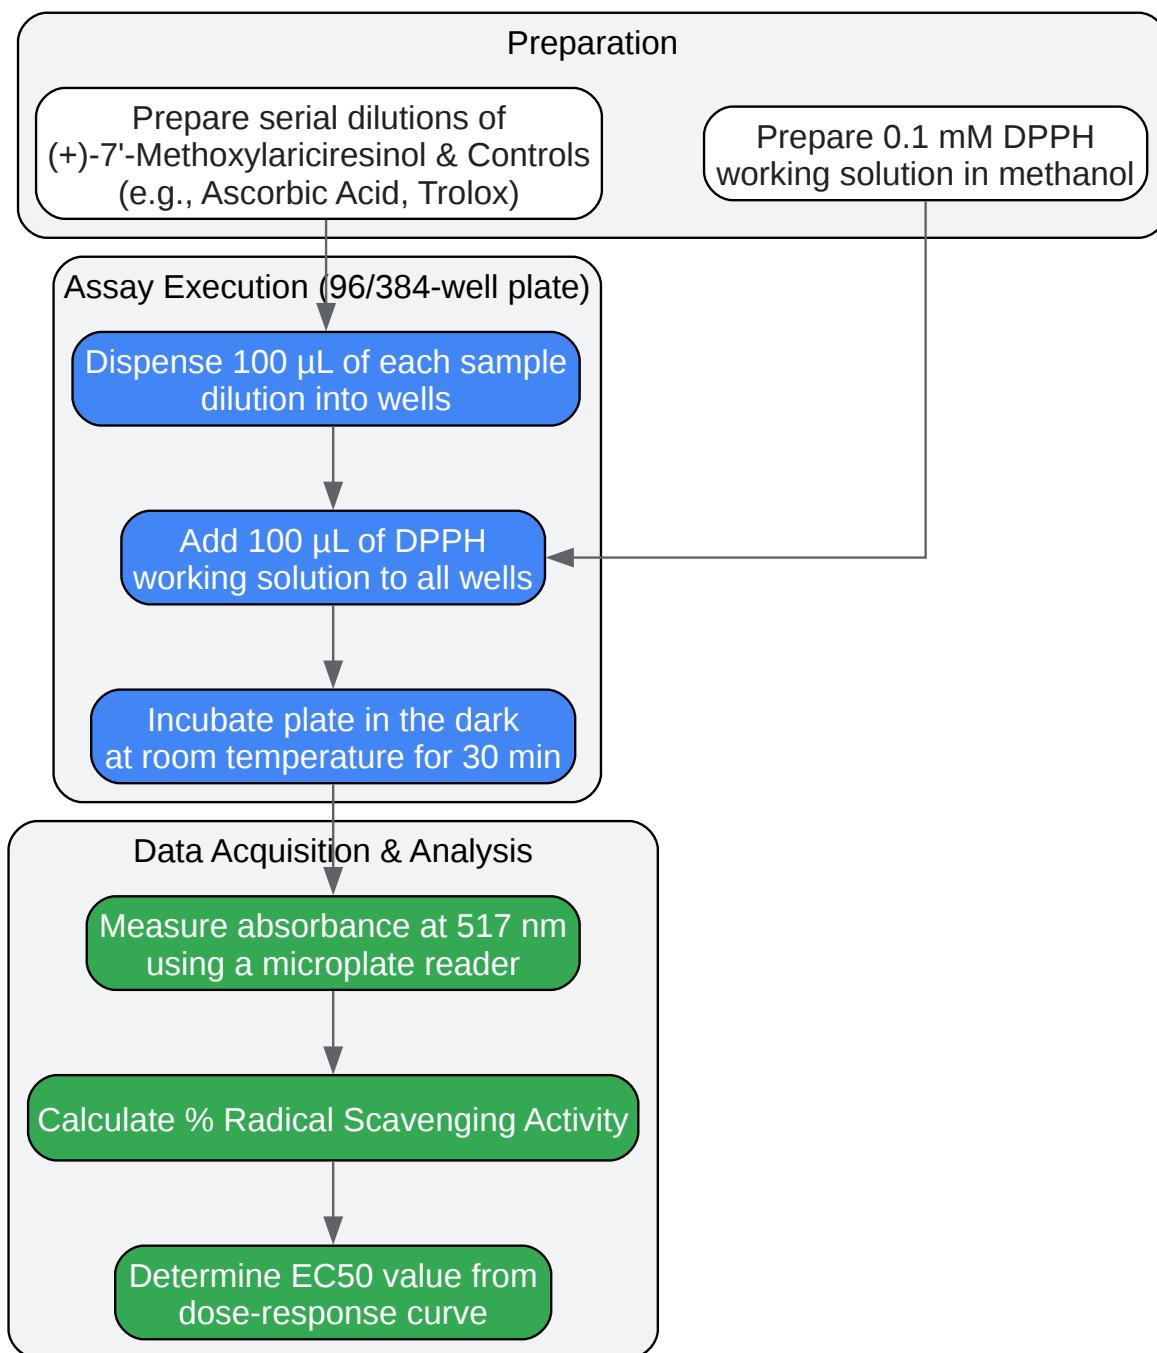 Preparation
Prepare serial dilutions of
(+)-7'-Methoxylariciresinol & Controls
(e.g., Ascorbic Acid, Trolox)
Prepare 0.1 mM DPPH
working solution in methanol
Assay Execution (96/384-well plate)
Dispense 100 µL of each sample
dilution into wells
Add 100 µL of DPPH
working solution to all wells
Incubate plate in the dark
at room temperature for 30 min
Data Acquisition & Analysis
Measure absorbance at 517 nm
using a microplate reader
Calculate % Radical Scavenging Activity
Determine EC50 value from
dose-response curve